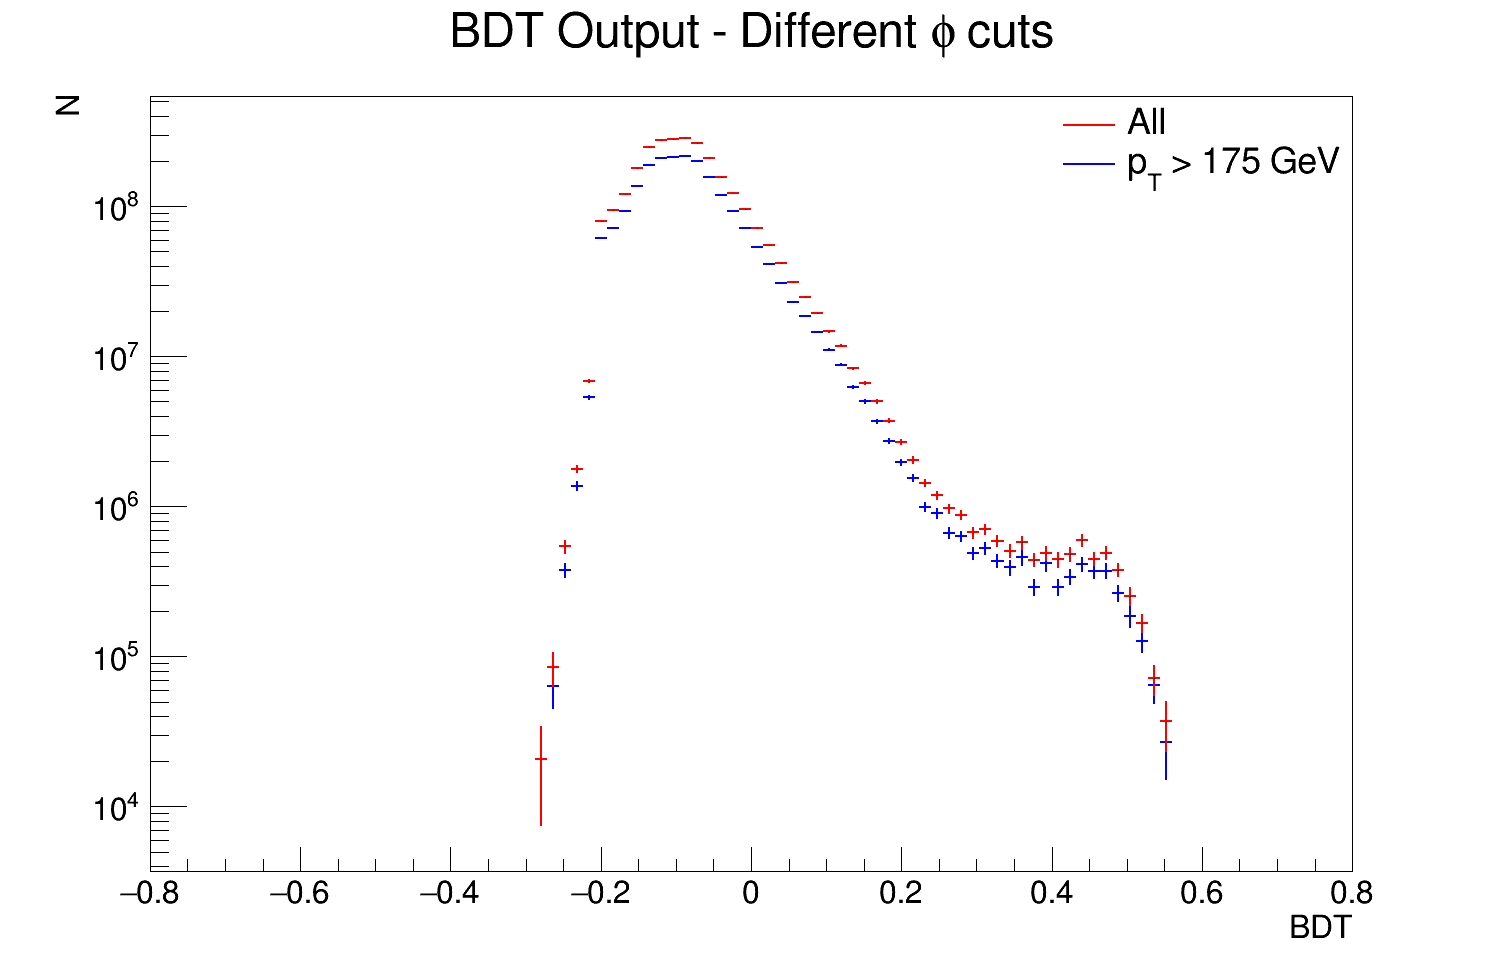 BDT Output - Different ϕ cuts
N
All
p_T > 175 GeV
10^8
10^7
10^6
10^5
10^4
−0.8 −0.6 −0.4 −0.2 0 0.2 0.4 0.6 0.8
BDT